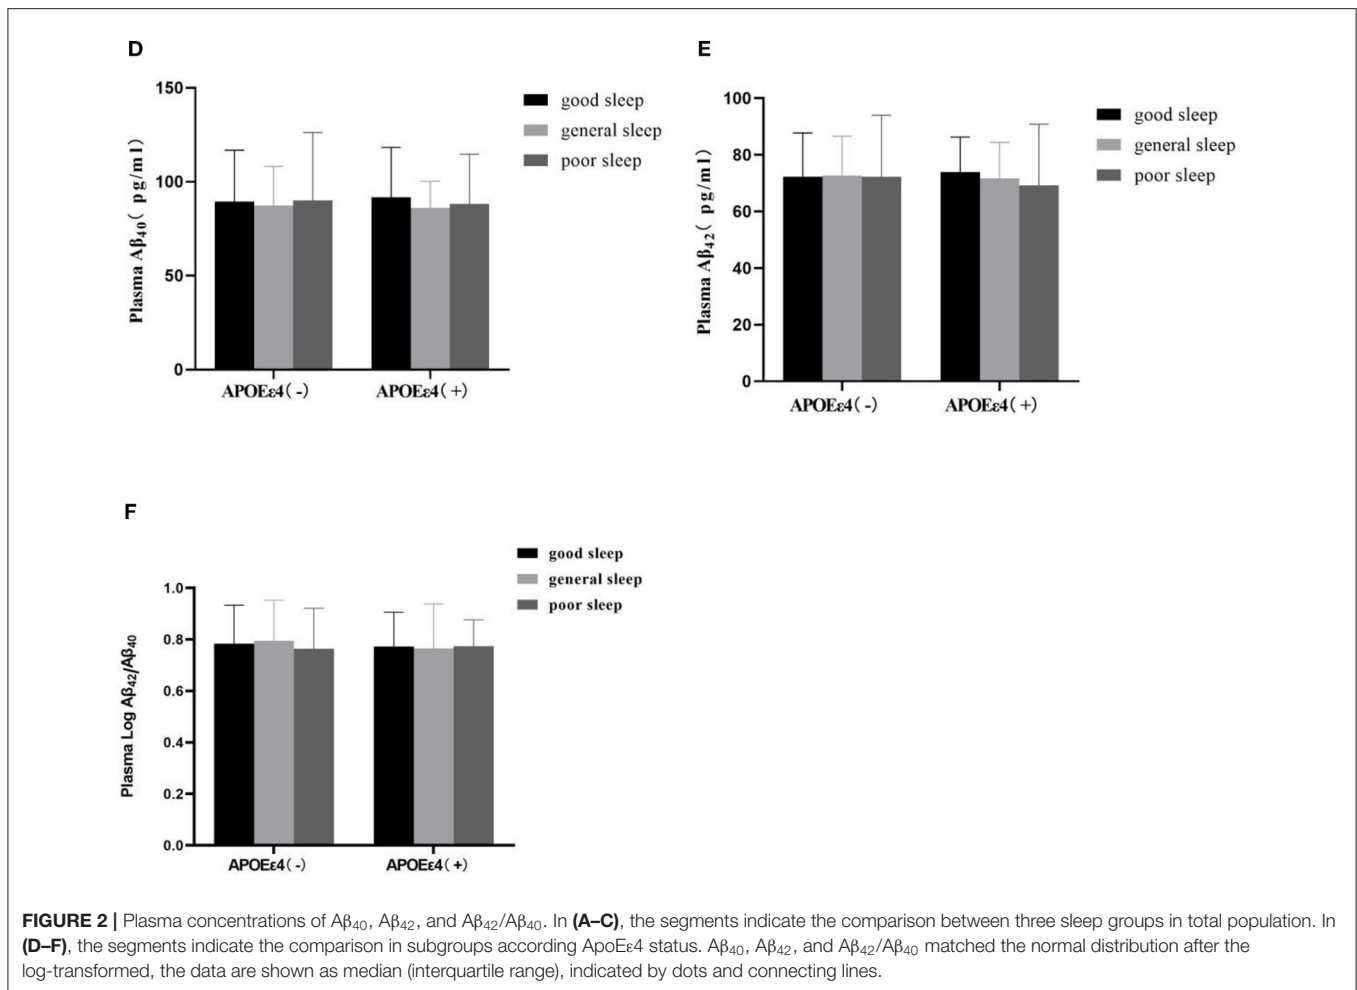 D
150
100
50
0
Plasma Aβ40( pg/ml)
good sleep
general sleep
poor sleep
APOEε4( -)
APOEε4( +)
E
100
80
60
40
20
0
Plasma Aβ42( pg/ml)
good sleep
general sleep
poor sleep
APOEε4( -)
APOEε4( +)
F
1.0
0.8
0.6
0.4
0.2
0.0
Plasma Log Aβ42/Aβ40
good sleep
general sleep
poor sleep
APOEε4( -)
APOEε4( +)
FIGURE 2 | Plasma concentrations of Aβ40, Aβ42, and Aβ42/Aβ40. In (A–C), the segments indicate the comparison between three sleep groups in total population. In
(D–F), the segments indicate the comparison in subgroups according ApoEε4 status. Aβ40, Aβ42, and Aβ42/Aβ40 matched the normal distribution after the
log-transformed, the data are shown as median (interquartile range), indicated by dots and connecting lines.